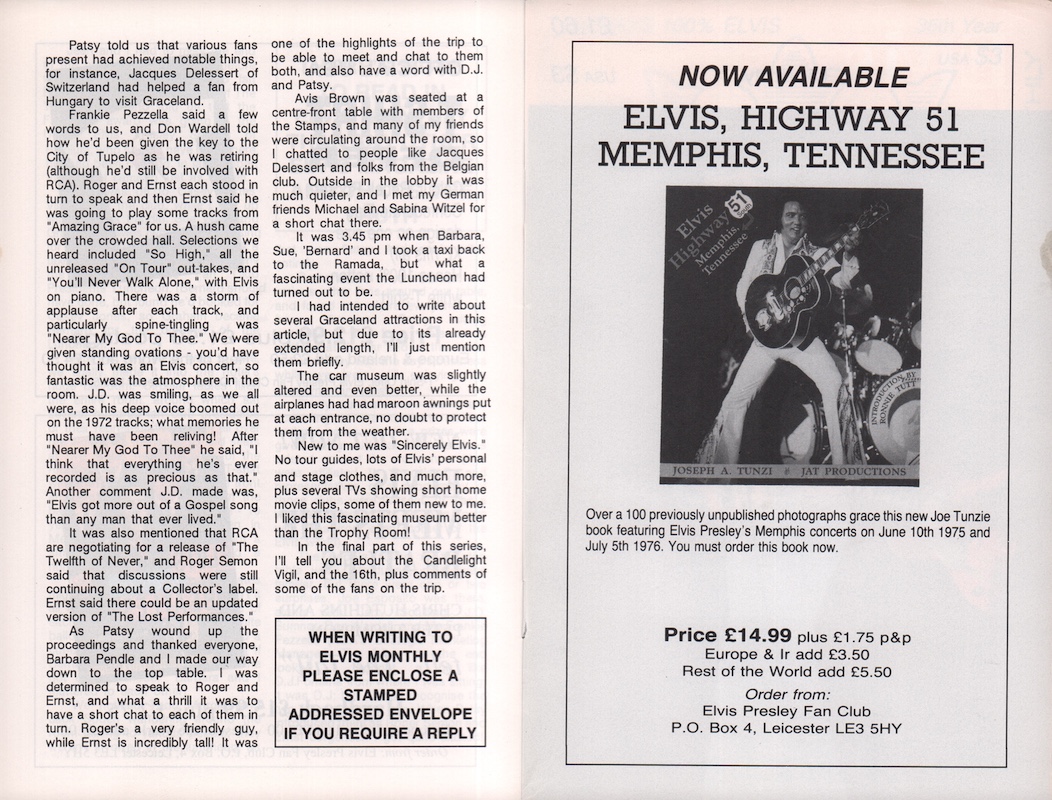 Patsy told us that various fans
present had achieved notable things,
for instance, Jacques Delessert of
Switzerland had helped a fan from
Hungary to visit Graceland.
Frankie Pezzella said a few
words to us, and Don Wardell told
how he'd been given the key to the
City of Tupelo as he was retiring
(although he'd still be involved with
RCA). Roger and Ernst each stood in
turn to speak and then Ernst said he
was going to play some tracks from
"Amazing Grace" for us. A hush came
over the crowded hall. Selections we
heard included "So High," all the
unreleased "On Tour" out-takes, and
"You'll Never Walk Alone," with Elvis
on piano. There was a storm of
applause after each track, and
particularly spine-tingling was
"Nearer My God To Thee." We were
given standing ovations - you'd have
thought it was an Elvis concert, so
fantastic was the atmosphere in the
room. J.D. was smiling, as we all
were, as his deep voice boomed out
on the 1972 tracks; what memories he
must have been reliving! After
"Nearer My God To Thee" he said, "I
think that everything he's ever
recorded is as precious as that."
Another comment J.D. made was,
"Elvis got more out of a Gospel song
than any man that ever lived."
It was also mentioned that RCA
are negotiating for a release of "The
Twelfth of Never," and Roger Semon
said that discussions were still
continuing about a Collector's label.
Ernst said there could be an updated
version of "The Lost Performances."
As Patsy wound up the
proceedings and thanked everyone,
Barbara Pendle and I made our way
down to the top table. I was
determined to speak to Roger and
Ernst, and what a thrill it was to
have a short chat to each of them in
turn. Roger's a very friendly guy,
while Ernst is incredibly tall! It was
one of the highlights of the trip to
be able to meet and chat to them
both, and also have a word with D.J.
and Patsy.
Avis Brown was seated at a
centre-front table with members of
the Stamps, and many of my friends
were circulating around the room, so
I chatted to people like Jacques
Delessert and folks from the Belgian
club. Outside in the lobby it was
much quieter, and I met my German
friends Michael and Sabina Witzel for
a short chat there.
It was 3.45 pm when Barbara,
Sue, 'Bernard' and I took a taxi back
to the Ramada, but what a
fascinating event the Luncheon had
turned out to be.
I had intended to write about
several Graceland attractions in this
article, but due to its already
extended length, I'll just mention
them briefly.
The car museum was slightly
altered and even better, while the
airplanes had had maroon awnings put
at each entrance, no doubt to protect
them from the weather.
New to me was "Sincerely Elvis."
No tour guides, lots of Elvis' personal
and stage clothes, and much more,
plus several TVs showing short home
movie clips, some of them new to me.
I liked this fascinating museum better
than the Trophy Room!
In the final part of this series,
I'll tell you about the Candlelight
Vigil, and the 16th, plus comments of
some of the fans on the trip.
WHEN WRITING TO
ELVIS MONTHLY
PLEASE ENCLOSE A
STAMPED
ADDRESSED ENVELOPE
IF YOU REQUIRE A REPLY
NOW AVAILABLE
ELVIS, HIGHWAY 51
MEMPHIS, TENNESSEE
Elvis
Highway 51
Memphis,
Tennessee
INTRODUCTION BY
RONNIE TUTT
JOSEPH A. TUNZI JAT PRODUCTIONS
Over a 100 previously unpublished photographs grace this new Joe Tunzie
book featuring Elvis Presley's Memphis concerts on June 10th 1975 and
July 5th 1976. You must order this book now.
Price £14.99 plus £1.75 p&p
Europe & Ir add £3.50
Rest of the World add £5.50
Order from:
Elvis Presley Fan Club
P.O. Box 4, Leicester LE3 5HY